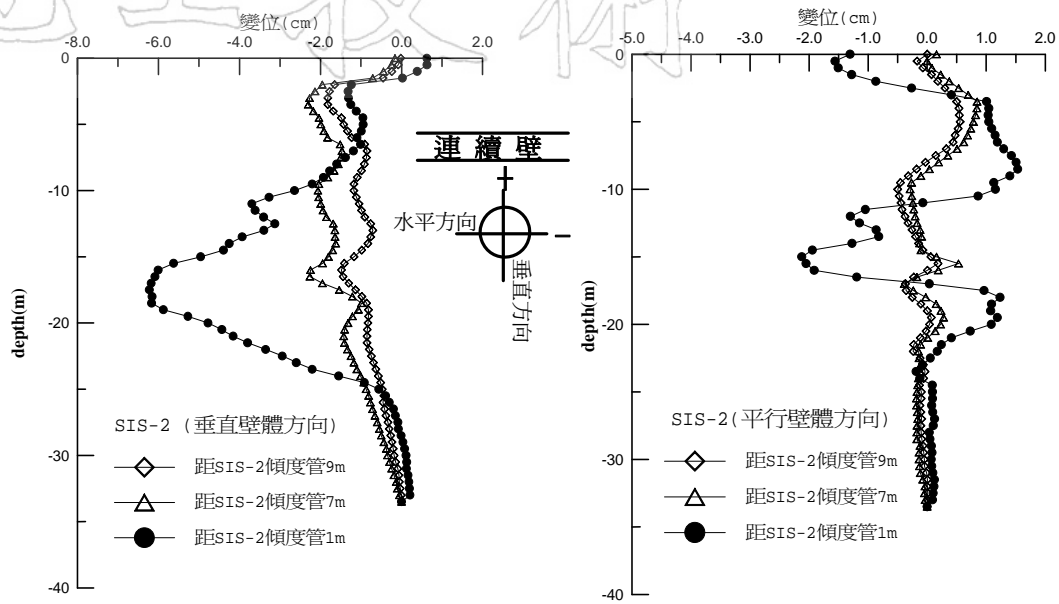 變位(cm)
-8.0 -6.0 -4.0 -2.0 0.0 2.0
0
-10
-20
-30
-40
depth(m)
連續壁
+
水平方向
−
垂直方向
SIS-2 (垂直壁體方向)
距SIS-2傾度管9m
距SIS-2傾度管7m
距SIS-2傾度管1m
變位(cm)
-5.0 -4.0 -3.0 -2.0 -1.0 0.0 1.0 2.0
0
-10
-20
-30
-40
depth(m)
SIS-2(平行壁體方向)
距SIS-2傾度管9m
距SIS-2傾度管7m
距SIS-2傾度管1m